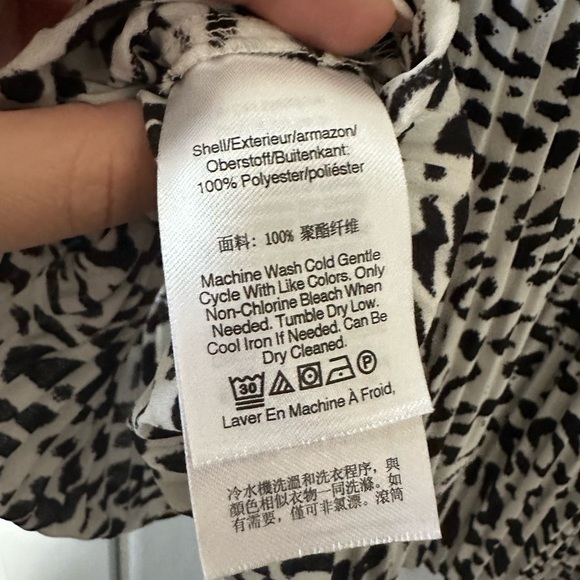 Shell/Exterieur/armazon/
Oberstoff/Buitenkant:
100% Polyester/poliéster
面料: 100% 聚酯纤维
Machine Wash Cold Gentle
Cycle With Like Colors. Only
Non-Chlorine Bleach When
Needed. Tumble Dry Low.
Cool Iron If Needed. Can Be
Dry Cleaned.
30 P
Laver En Machine À Froid,
冷水機洗溫和洗衣程序, 與
顏色相似衣物一同洗滌。如
有需要, 僅可非氯漂。滾筒